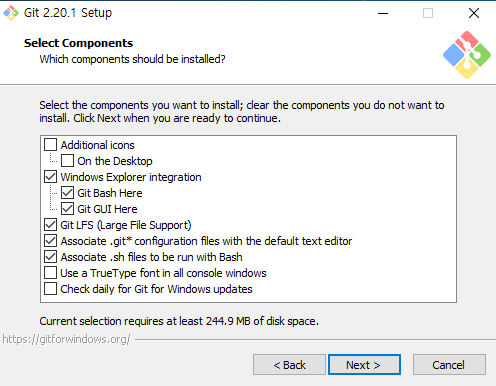 Git 2.20.1 Setup
Select Components
Which components should be installed?
Select the components you want to install; clear the components you do not want to
install. Click Next when you are ready to continue.
Additional icons
On the Desktop
Windows Explorer integration
Git Bash Here
Git GUI Here
Git LFS (Large File Support)
Associate .git* configuration files with the default text editor
Associate .sh files to be run with Bash
Use a TrueType font in all console windows
Check daily for Git for Windows updates
Current selection requires at least 244.9 MB of disk space.
https://gitforwindows.org/
< Back
Next >
Cancel